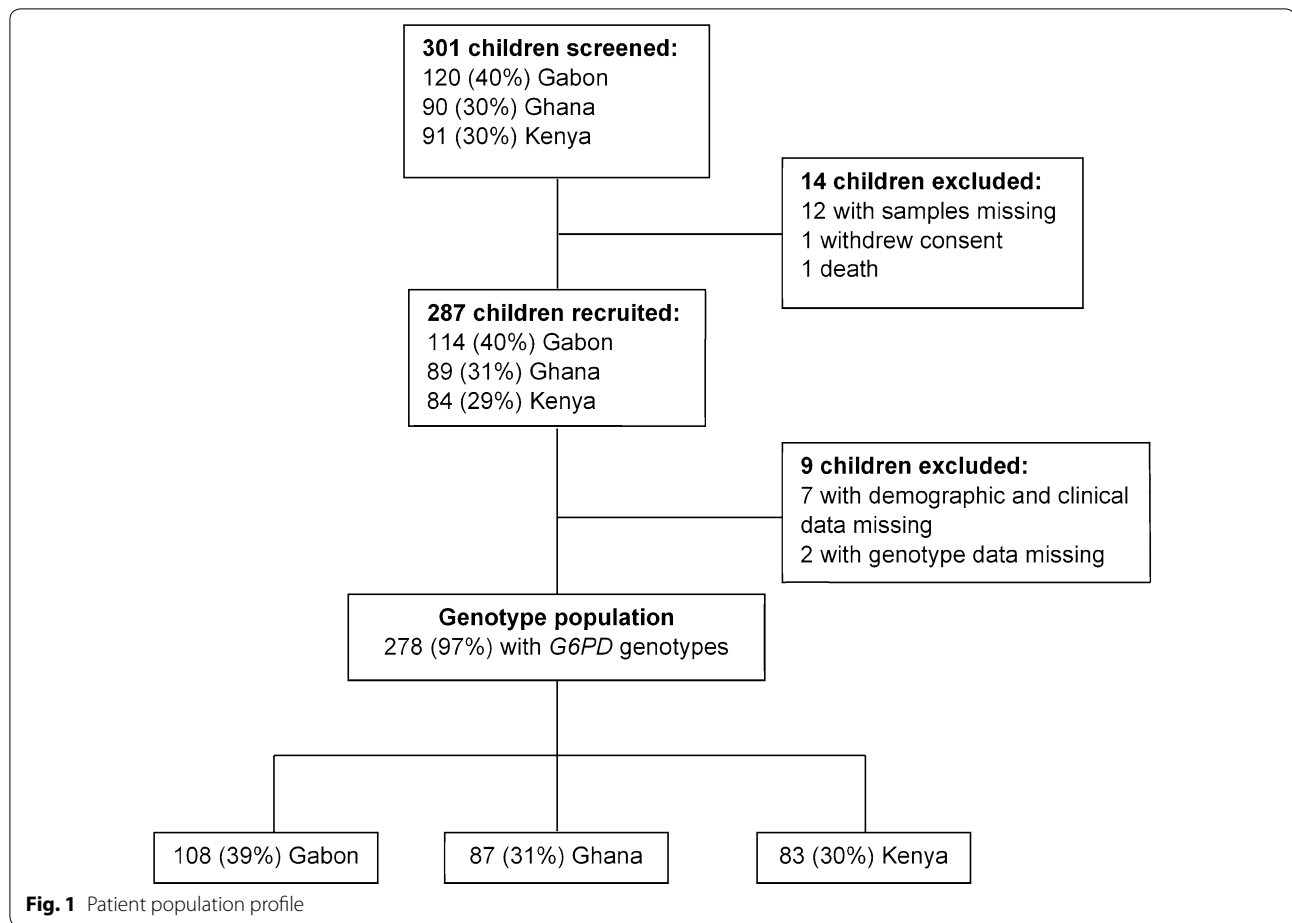 301 children screened:
120 (40%) Gabon
90 (30%) Ghana
91 (30%) Kenya
14 children excluded:
12 with samples missing
1 withdrew consent
1 death
287 children recruited:
114 (40%) Gabon
89 (31%) Ghana
84 (29%) Kenya
9 children excluded:
7 with demographic and clinical
data missing
2 with genotype data missing
Genotype population
278 (97%) with G6PD genotypes
108 (39%) Gabon
87 (31%) Ghana
83 (30%) Kenya
Fig. 1 Patient population profile